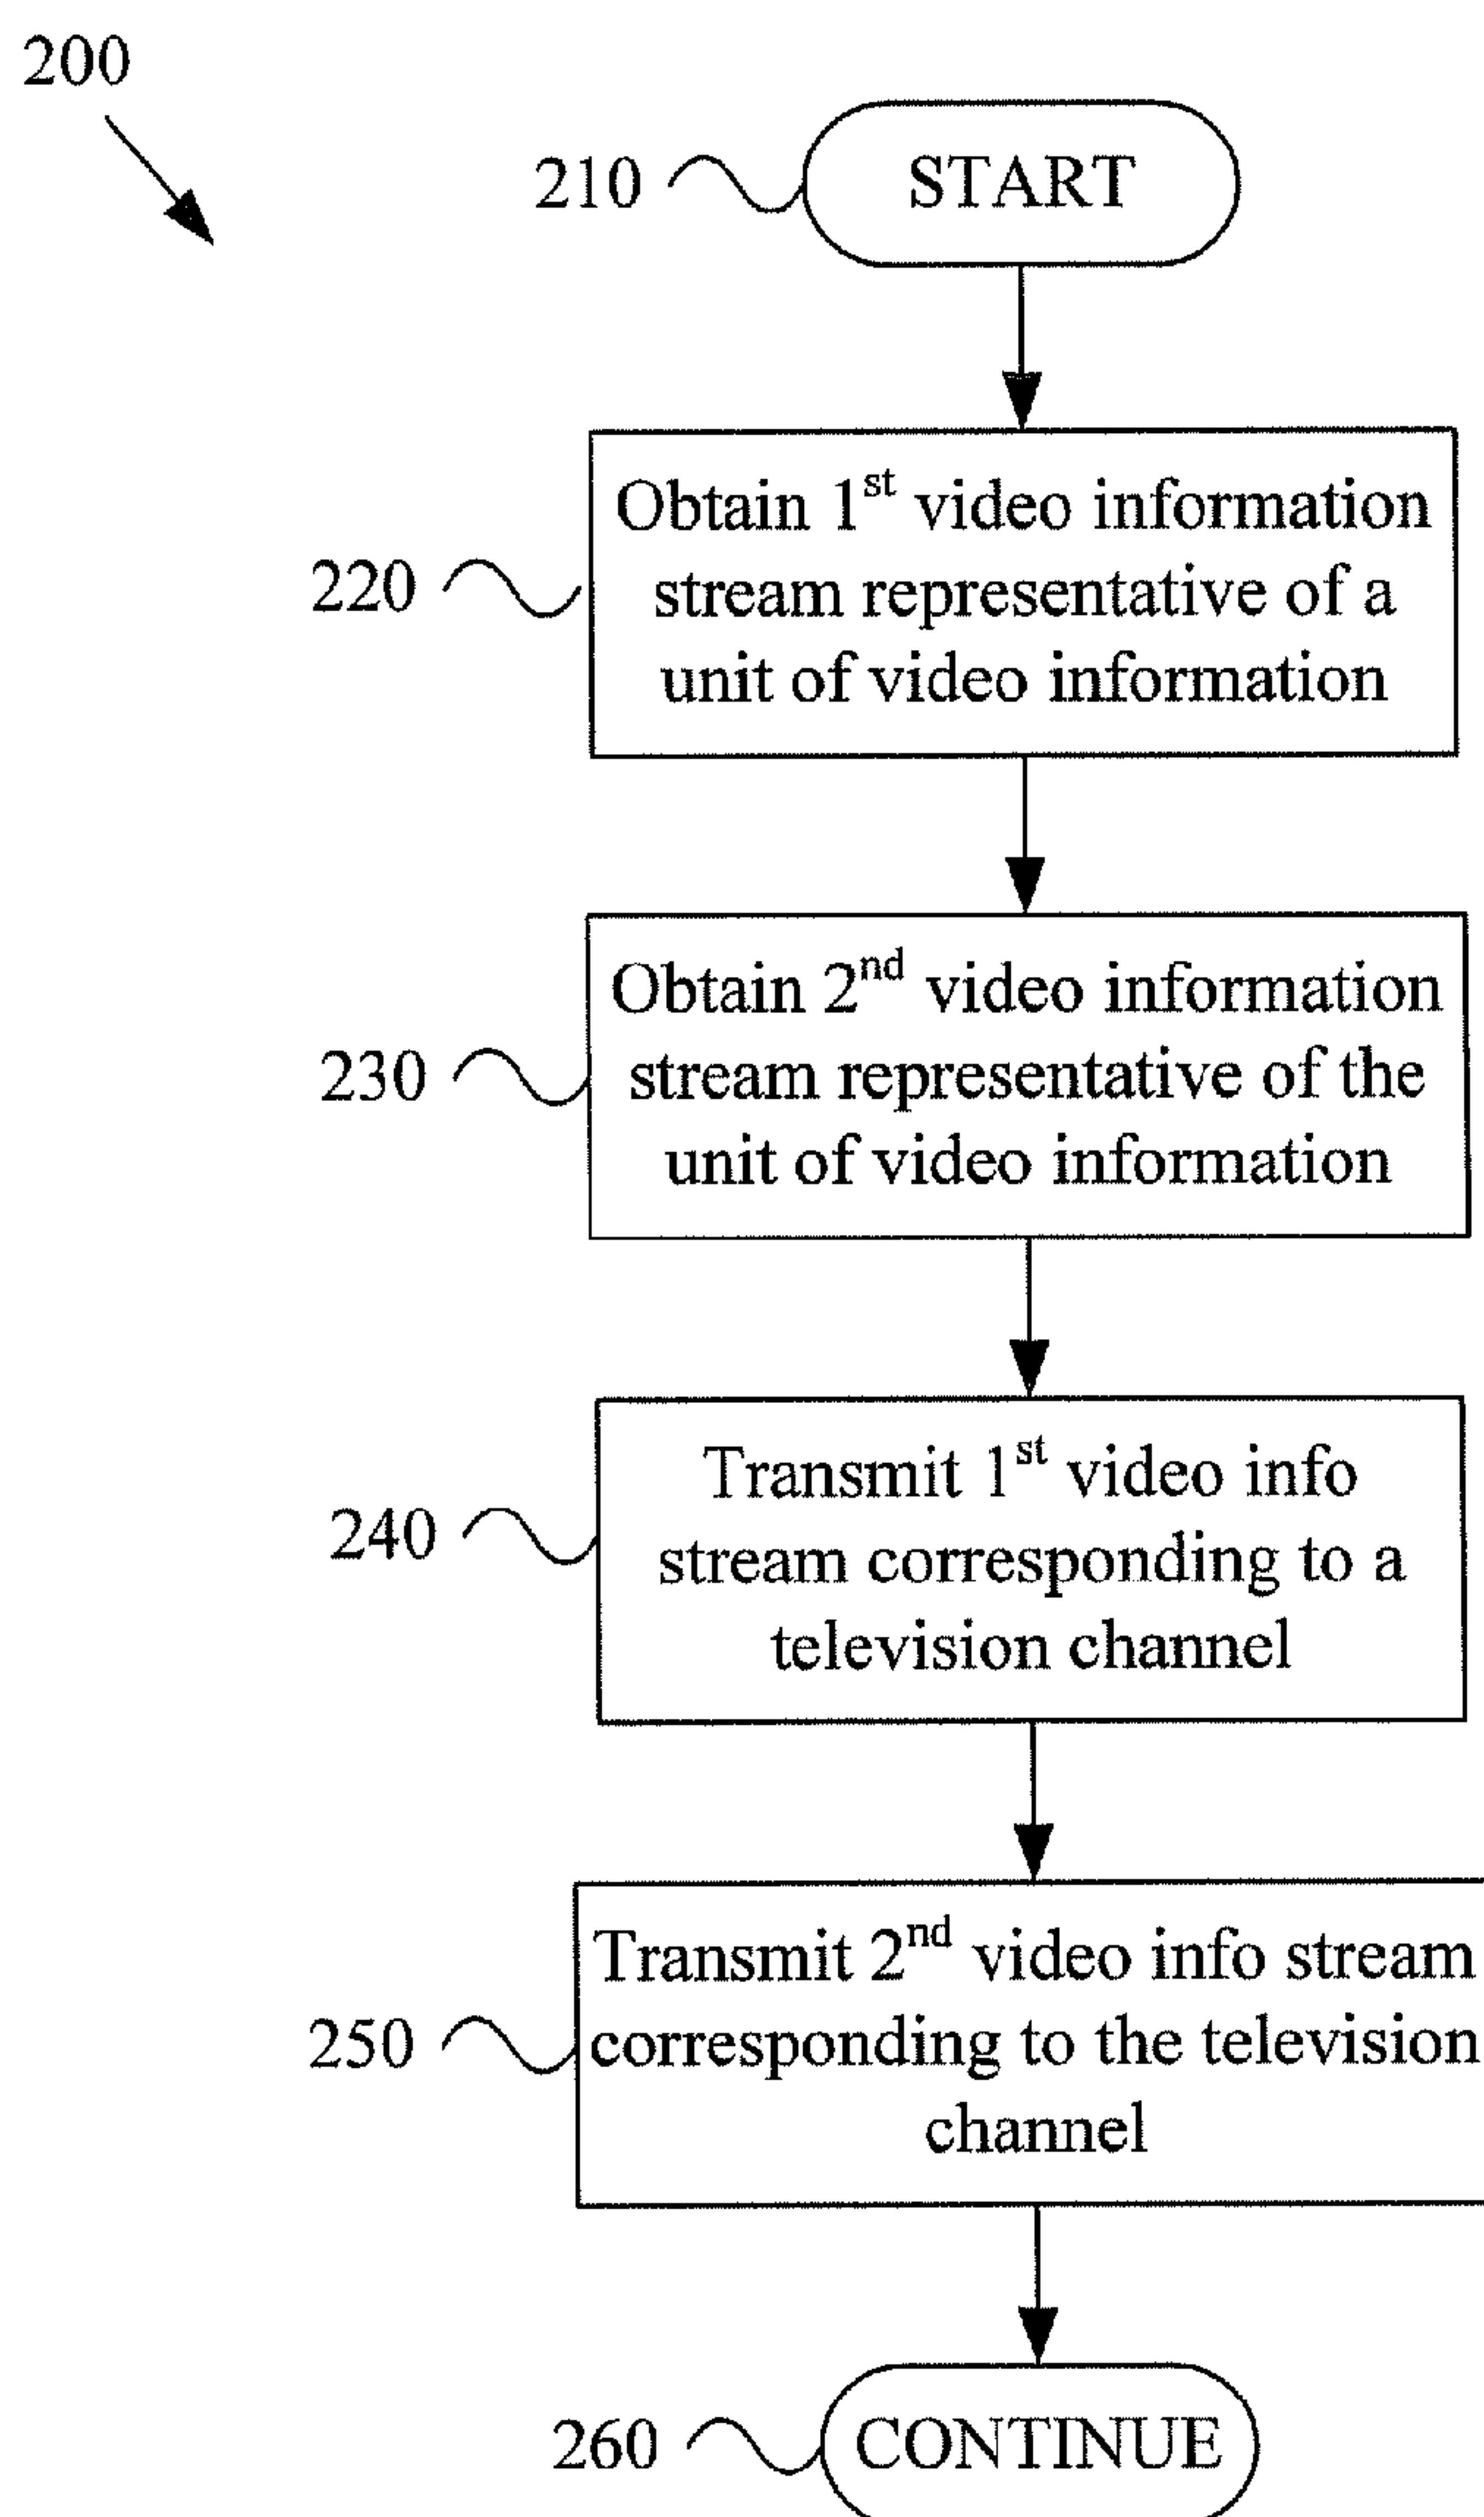 200
210 START
220
Obtain 1st video information
stream representative of a
unit of video information
230
Obtain 2nd video information
stream representative of the
unit of video information
240
Transmit 1st video info
stream corresponding to a
television channel
250
Transmit 2nd video info stream
corresponding to the television
channel
260 CONTINUE